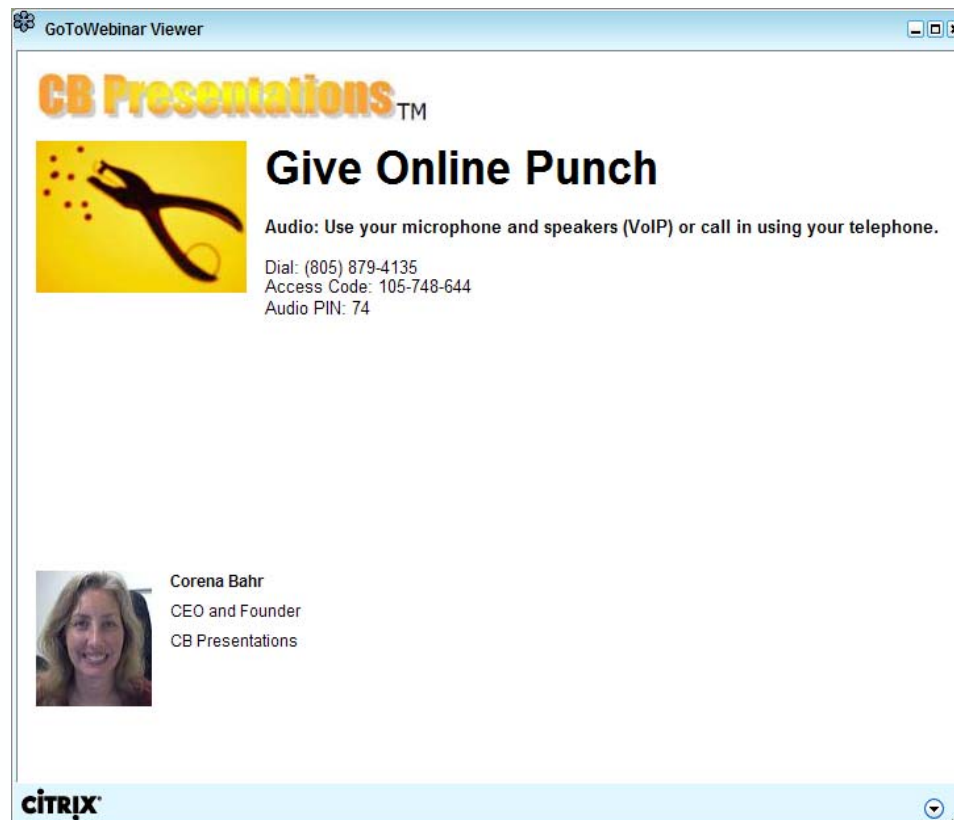 GoToWebinar Viewer
CB Presentations TM
Give Online Punch
Audio: Use your microphone and speakers (VoIP) or call in using your telephone.
Dial: (805) 879-4135
Access Code: 105-748-644
Audio PIN: 74
Corena Bahr
CEO and Founder
CB Presentations
CİTRIX